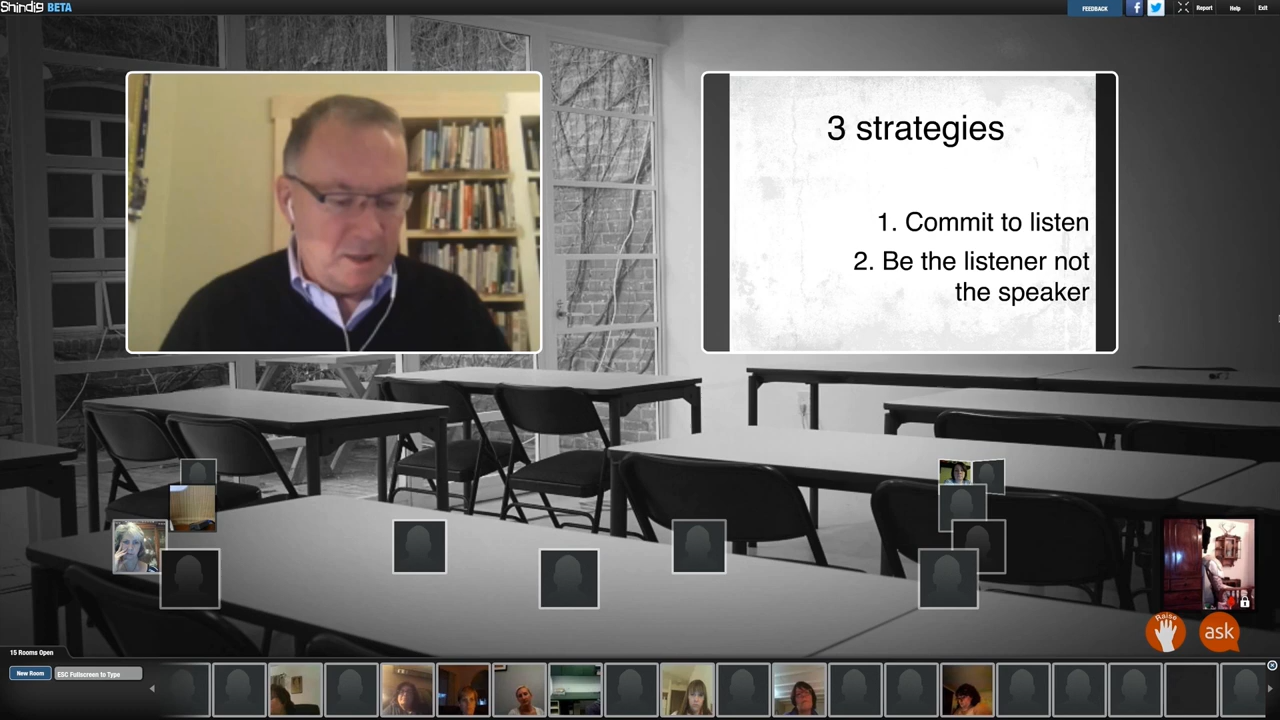 Shindig BETA
FEEDBACK
Report
Help
Exit
3 strategies
1. Commit to listen
2. Be the listener not
the speaker
Raise
ask
15 Rooms Open
New Room
ESC Fullscreen to Type